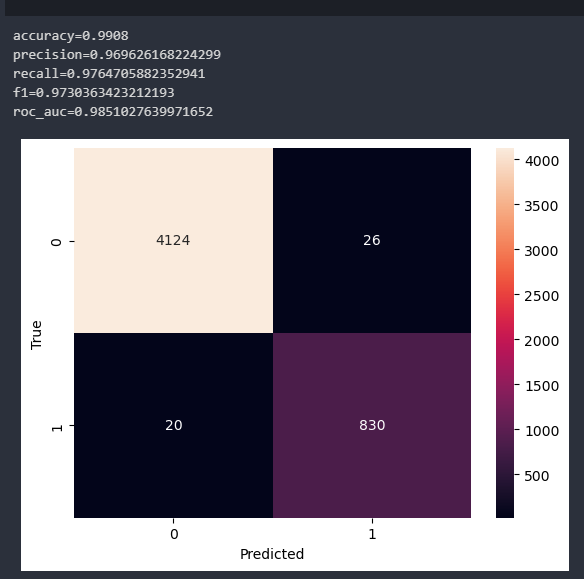 accuracy=0.9908
precision=0.969626168224299
recall=0.9764705882352941
f1=0.9730363423212193
roc_auc=0.9851027639971652
4000
0
4124
26
3500
3000
2500
True
2000
1500
1
20
830
1000
500
0
1
Predicted